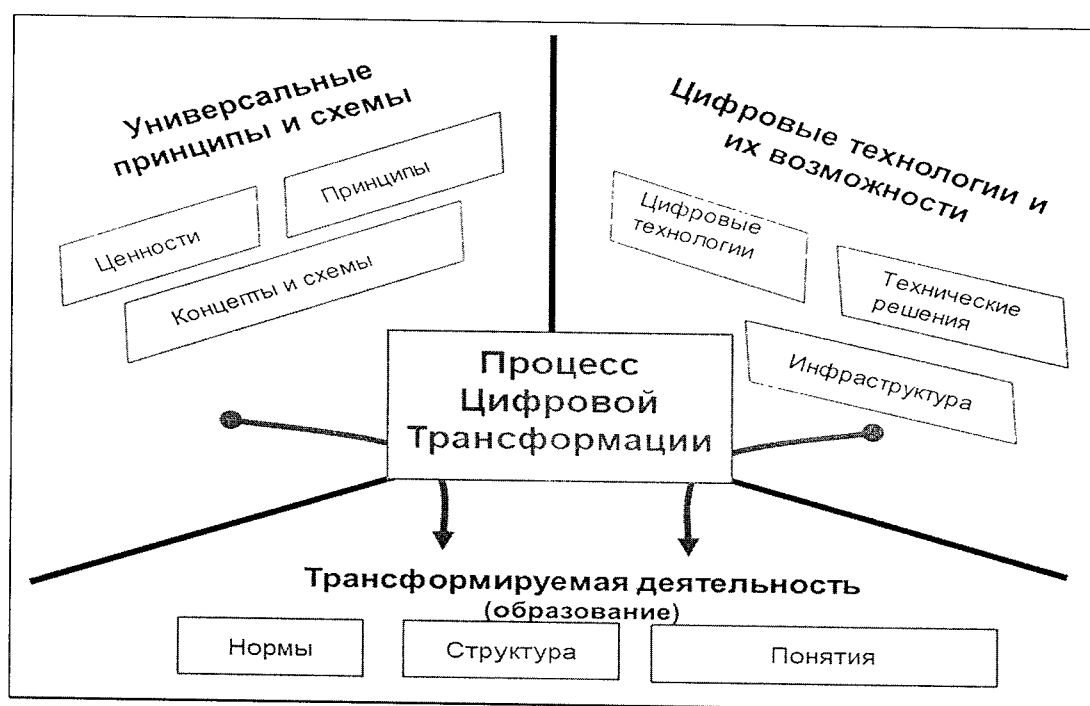 Универсальные
принципы и схемы
Ценности
Принципы
Концепты и схемы
Цифровые технологии и
их возможности
Цифровые
технологии
Технические
решения
Инфраструктура
Процесс
Цифровой
Трансформации
Трансформируемая деятельность
(образование)
Нормы
Структура
Понятия